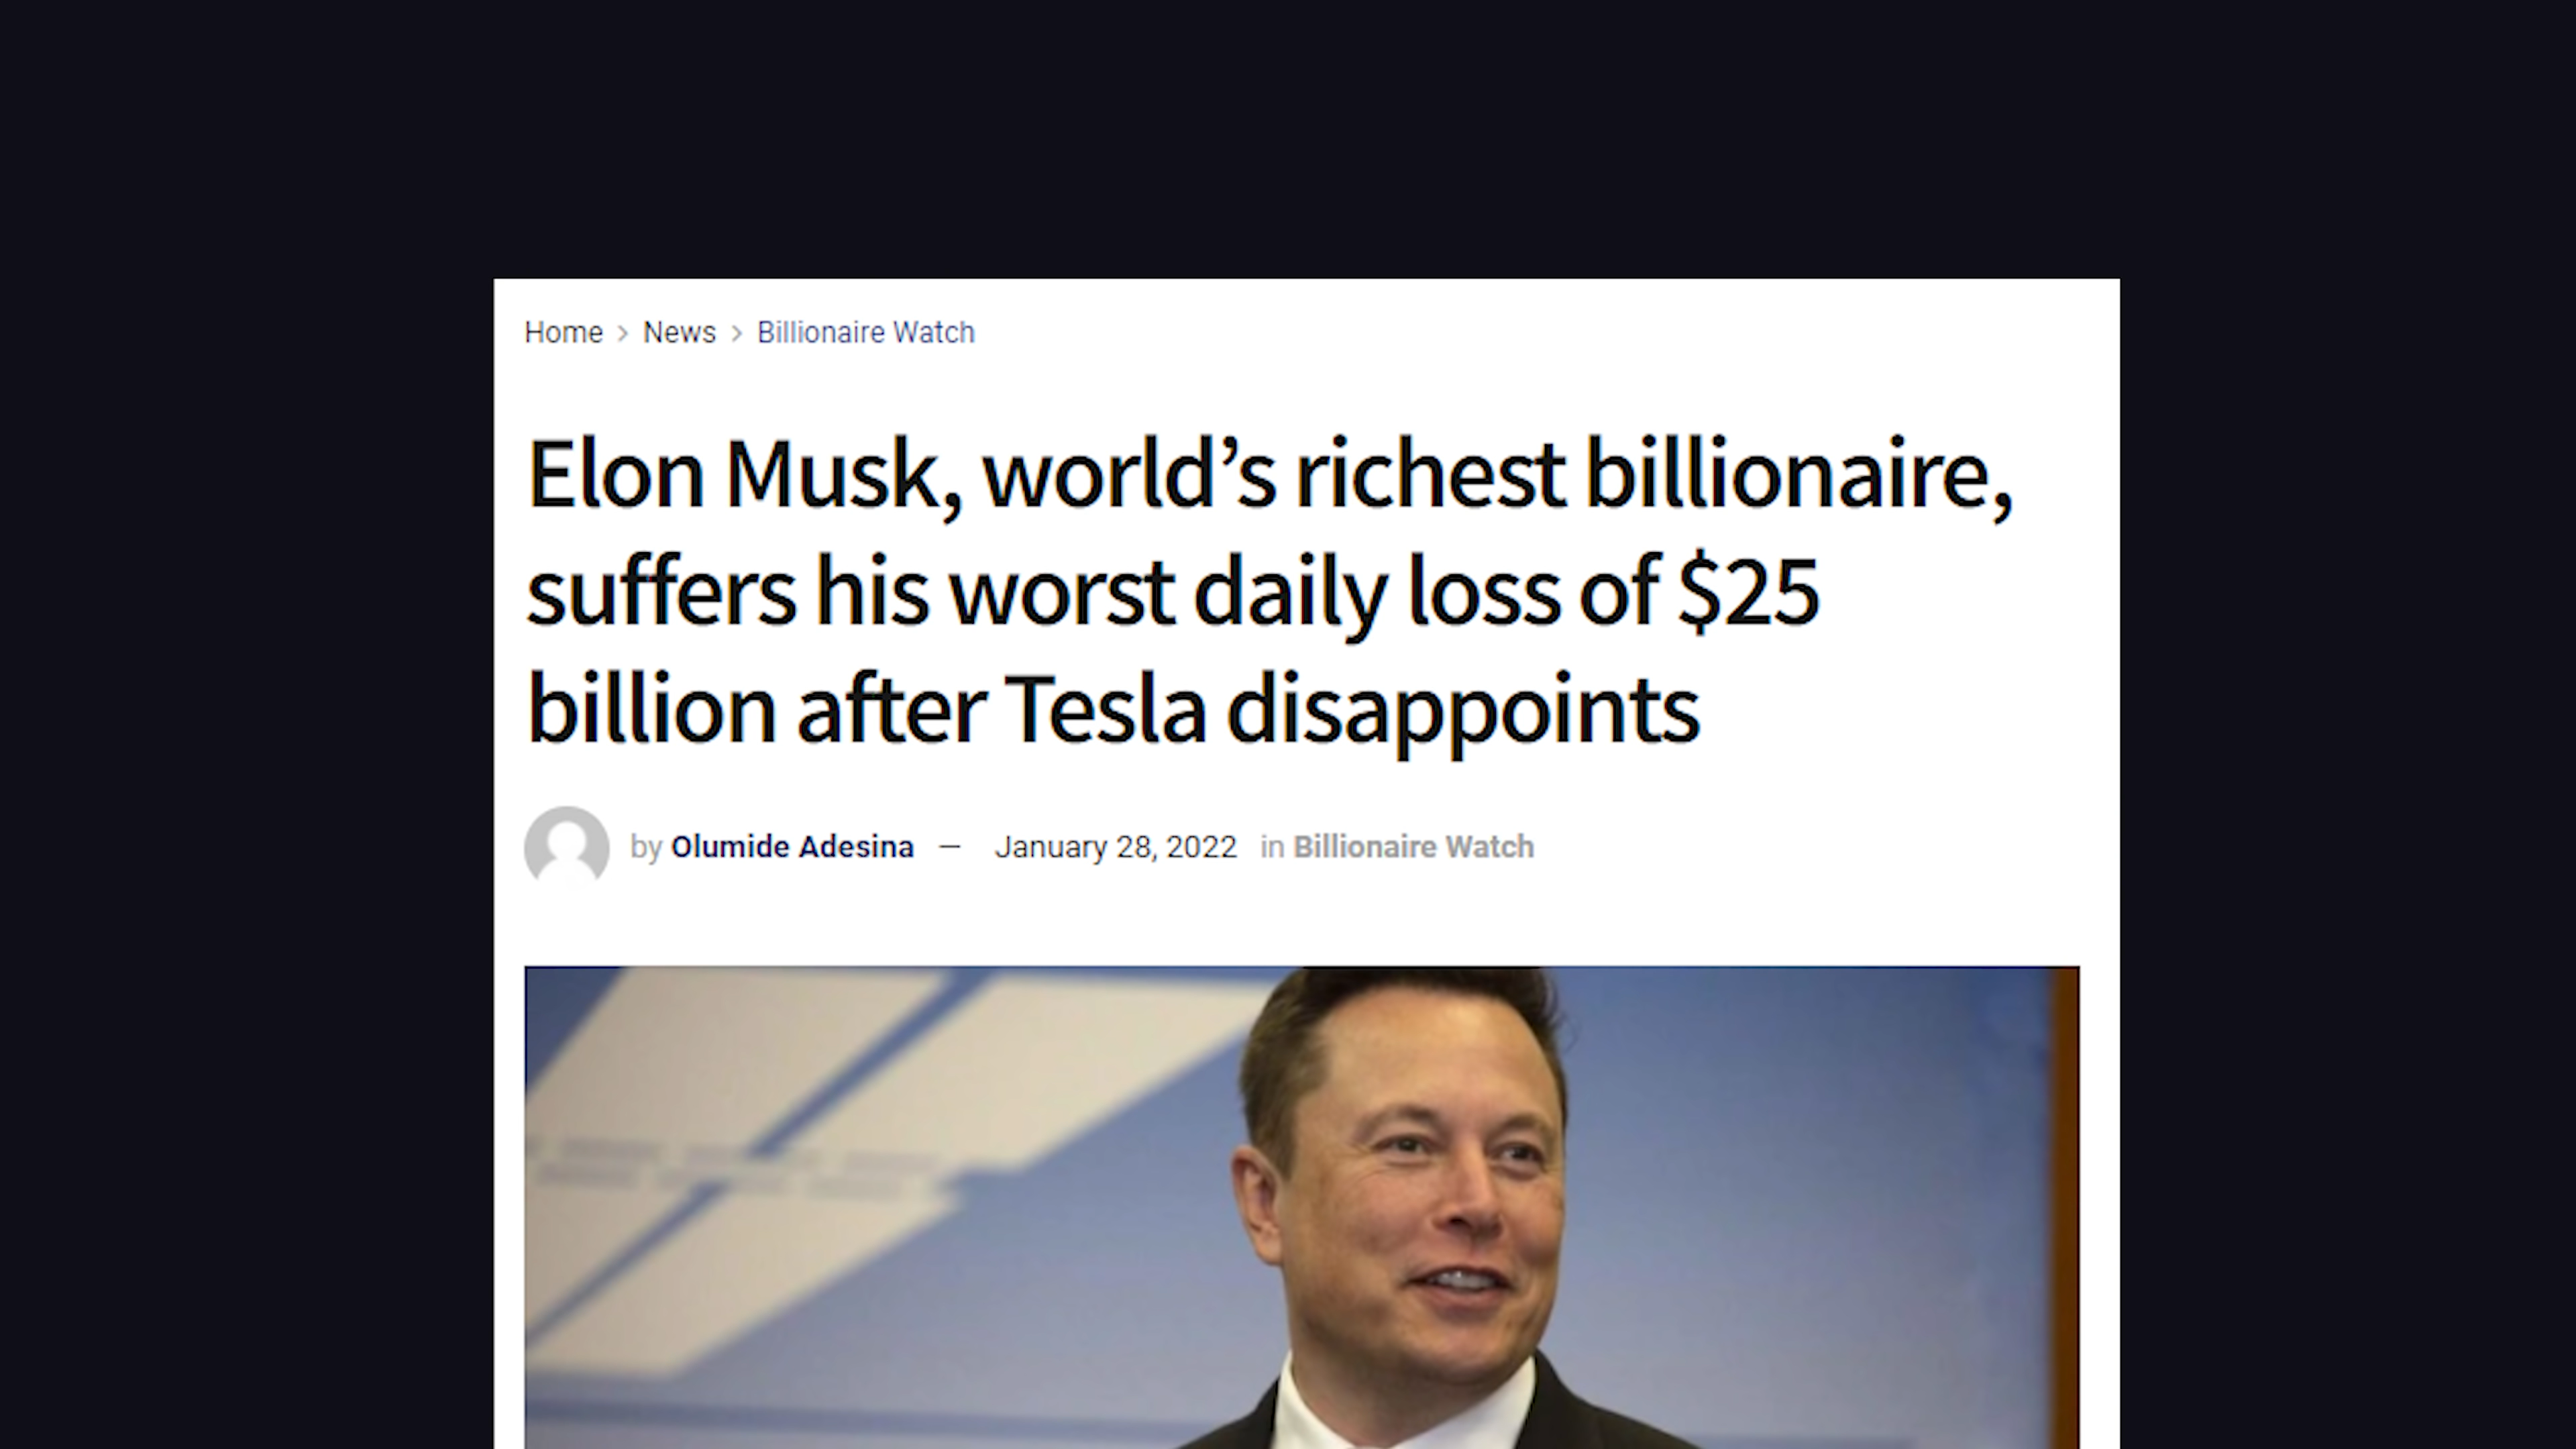 Home > News > Billionaire Watch
Elon Musk, world’s richest billionaire,
suffers his worst daily loss of $25
billion after Tesla disappoints
by Olumide Adesina — January 28, 2022 in Billionaire Watch